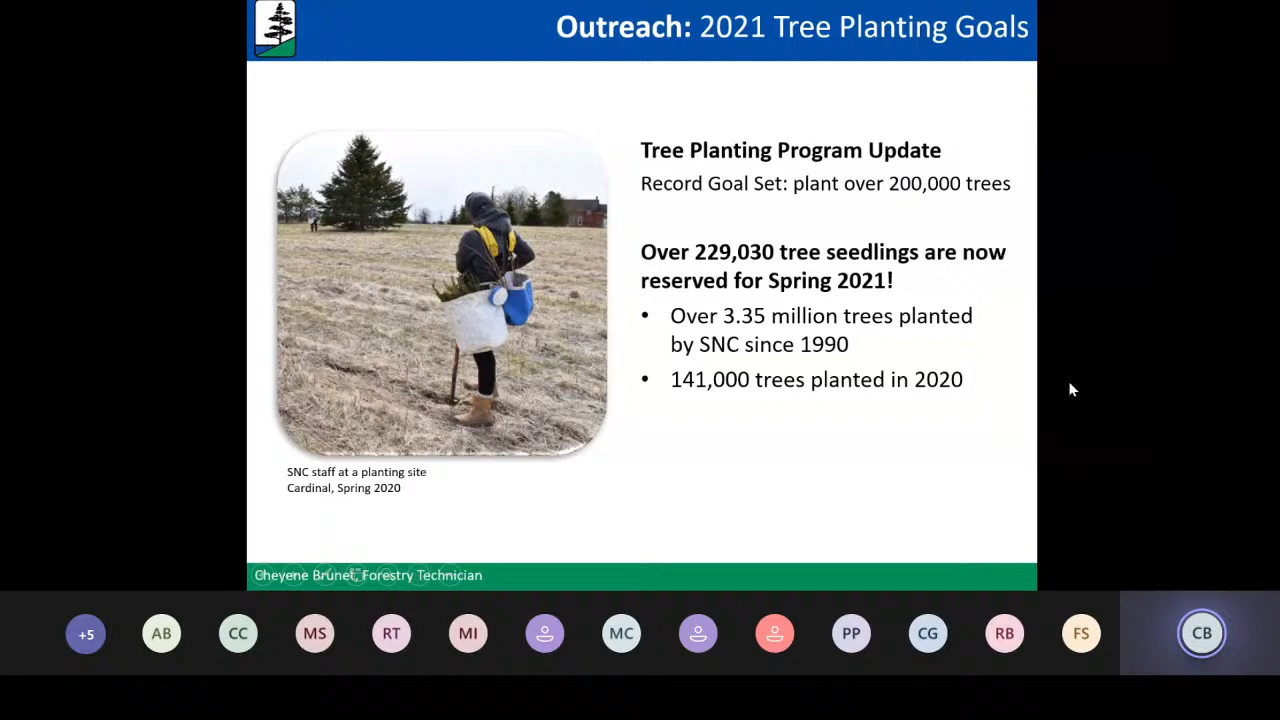 Outreach: 2021 Tree Planting Goals
Tree Planting Program Update
Record Goal Set: plant over 200,000 trees
Over 229,030 tree seedlings are now
reserved for Spring 2021!
• Over 3.35 million trees planted
by SNC since 1990
• 141,000 trees planted in 2020
SNC staff at a planting site
Cardinal, Spring 2020
Cheyene Brunet, Forestry Technician
+5 AB CC MS RT MI MC PP CG RB FS CB